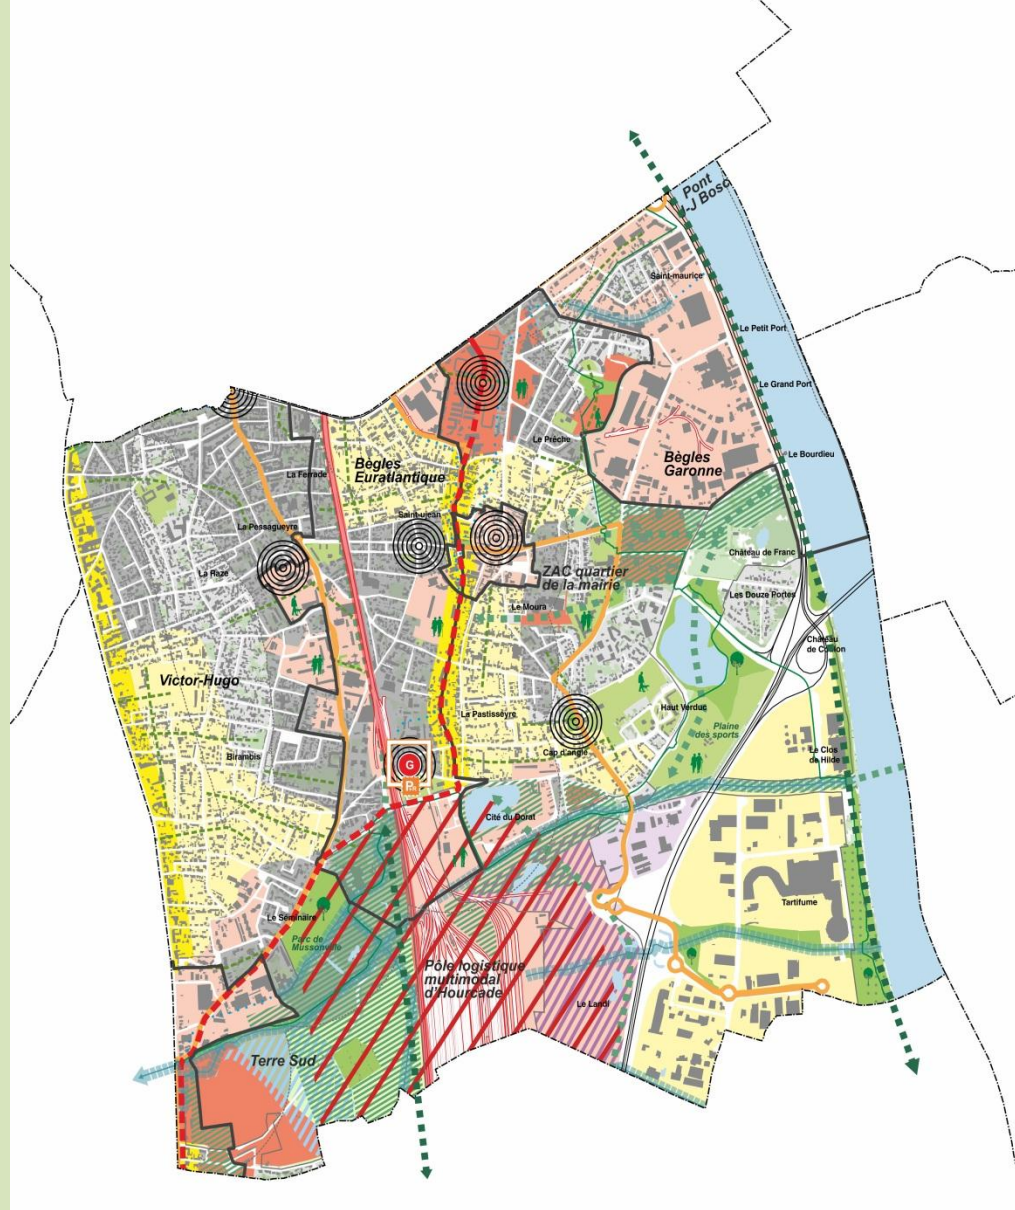 Pont
J-J Bosc
Saint-maurice
Le Petit Port
Le Grand Port
Le Prêche
Le Bourdieu
Bègles
Garonne
Bègles
Euratlantique
La Ferrade
Saint-ujean
La Pessagueyre
Château de Franc
La Raze
ZAC quartier
de la mairie
Les Douze Portes
Le Moura
Château
de Collon
Victor-Hugo
Haut Verduc
La Pastisseyre
Plaine
des sports
Cap d'angle
Le Clos
de Hilde
Birambis
G
P+R
Cité du Dorat
Tartifume
Le Séminaire
Parc de
Mussonville
Pôle logistique
multimodal
d'Hourcade
Le Landi
Terre Sud